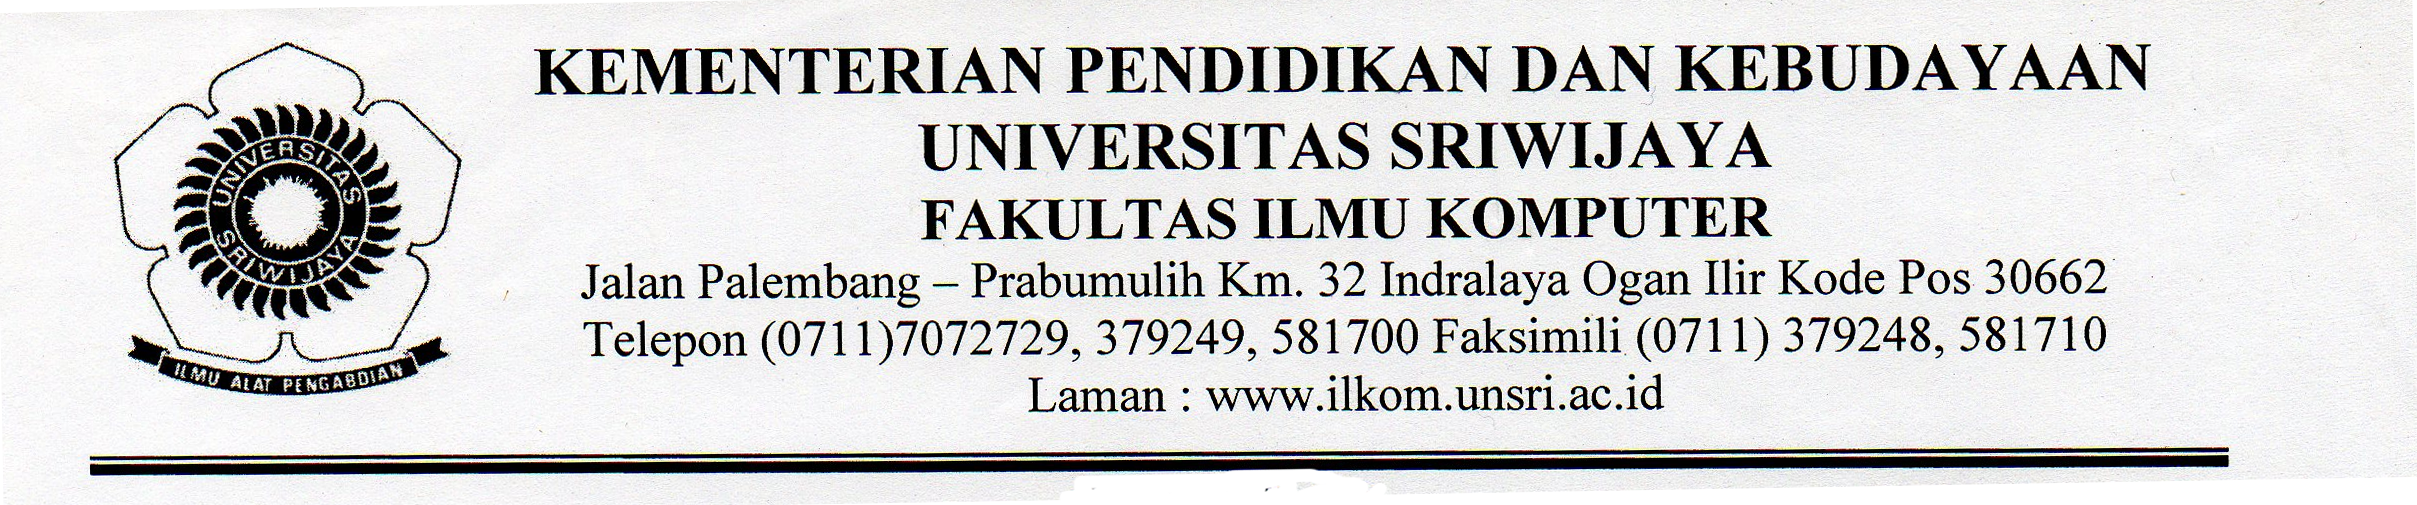 KEMENTERIAN PENDIDIKAN DAN KEBUDAYAAN
UNIVERSITAS SRIWIJAYA
FAKULTAS ILMU KOMPUTER
Jalan Palembang – Prabumulih Km. 32 Indralaya Ogan Ilir Kode Pos 30662
Telepon (0711)7072729, 379249, 581700 Faksimili (0711) 379248, 581710
Laman : www.ilkom.unsri.ac.id
UNIVERSITAS
SRIWIJAYA
ILMU ALAT PENGABDIAN